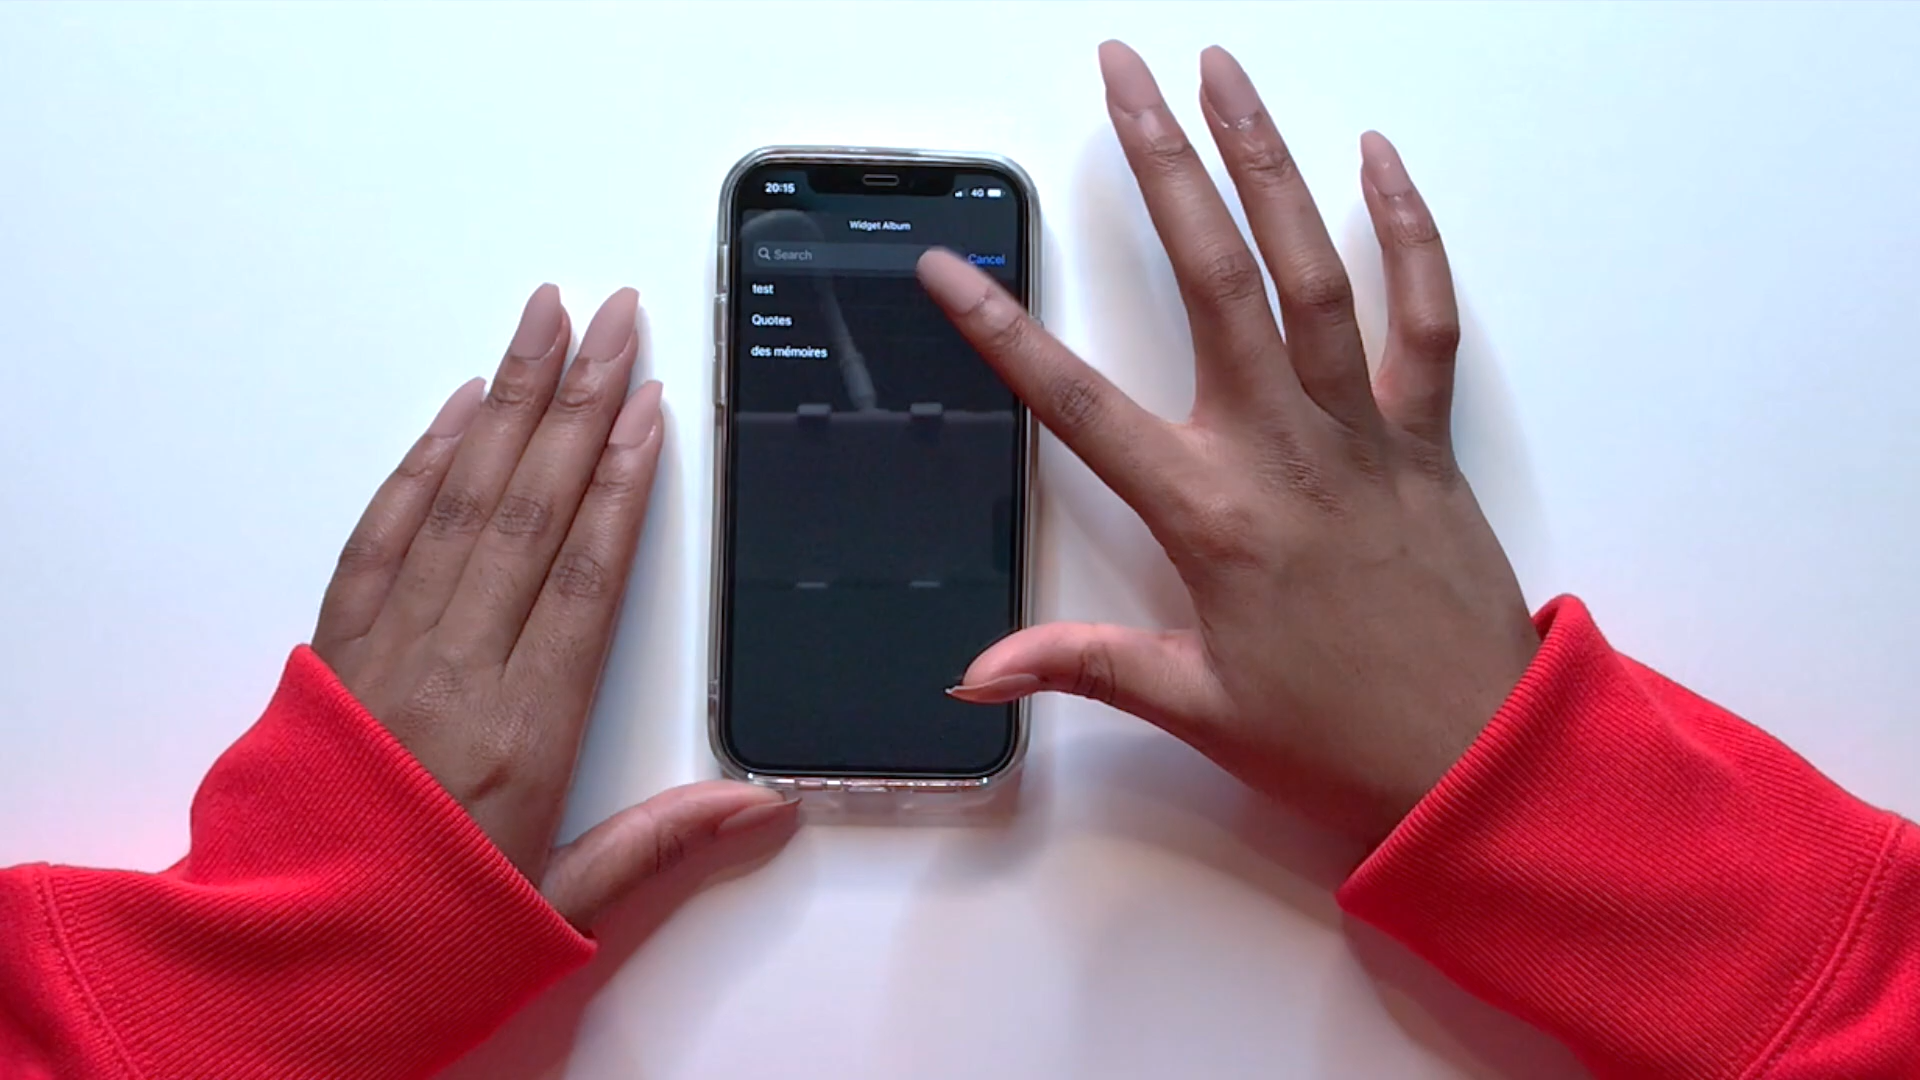 20:15
4G
Widget Album
Search
Cancel
test
Quotes
des mémoires